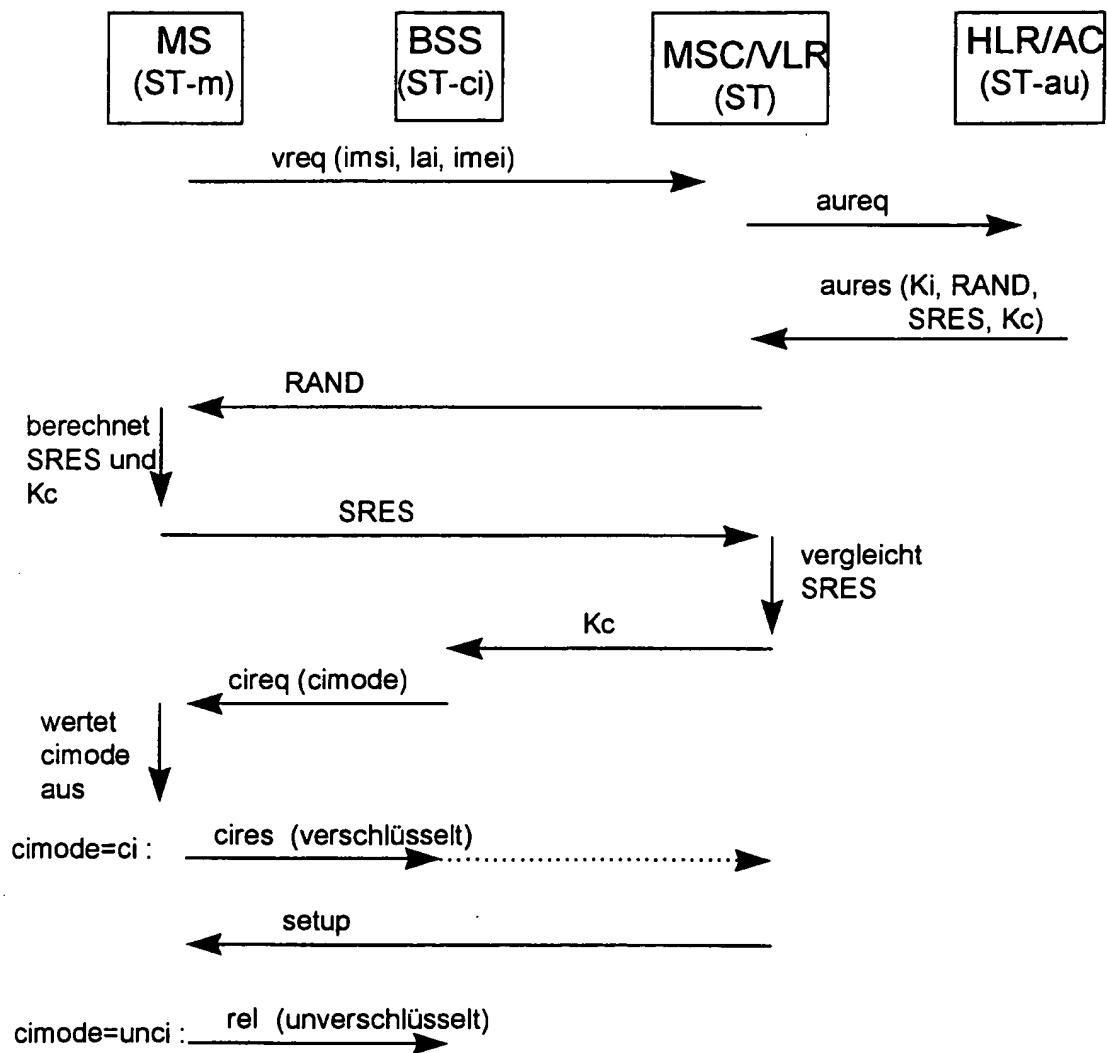 MS
(ST-m)
BSS
(ST-ci)
MSC/VLR
(ST)
HLR/AC
(ST-au)
vreq (imsi, lai, imei)
aureq
aures (Ki, RAND,
SRES, Kc)
RAND
berechnet
SRES und
Kc
SRES
vergleicht
SRES
Kc
cireq (cimode)
wertet
cimode
aus
cimode=ci :
cires (verschlüsselt)
setup
cimode=unci :
rel (unverschlüsselt)